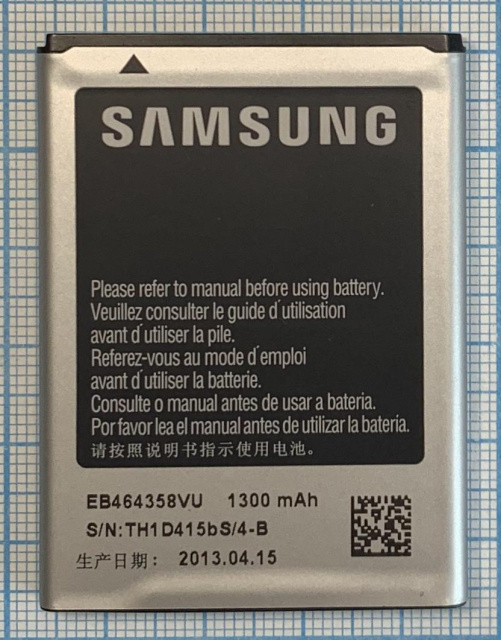 SAMSUNG
Please refer to manual before using battery.
Veuillez consulter le guide d'utilisation
avant d'utiliser la pile.
Referez-vous au mode d'emploi
avant d'utiliser la batterie.
Consulte o manual antes de usar a bateria.
Por favor lea el manual antes de utilizar la batería.
请按照说明书指示使用电池。
EB464358VU 1300 mAh
S/N:TH1D415bS/4-B
生产日期： 2013.04.15